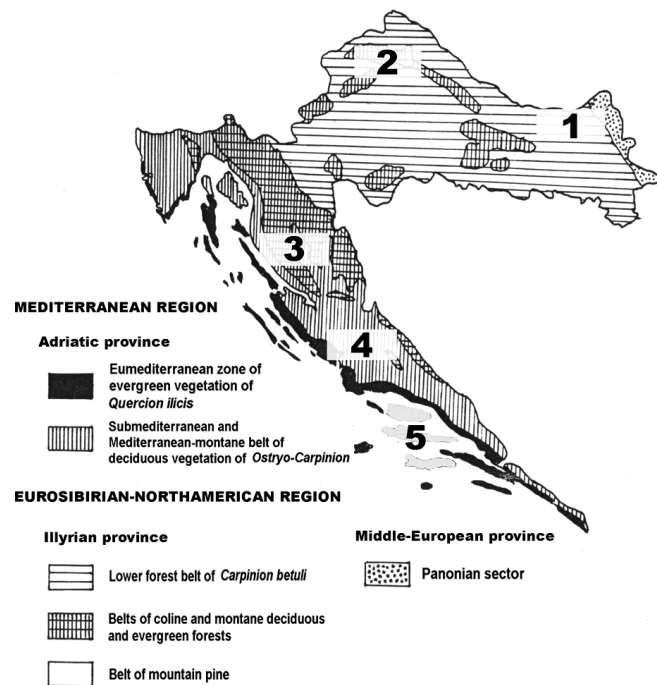 2
1
3
4
5
MEDITERRANEAN REGION
Adriatic province
Eumediterranean zone of
evergreen vegetation of
Quercion ilicis
Submediterranean and
Mediterranean-montane belt of
deciduous vegetation of Ostryo-Carpinion
EUROSIBIRIAN-NORTHAMERICAN REGION
Illyrian province
Lower forest belt of Carpinion betuli
Belts of coline and montane deciduous
and evergreen forests
Belt of mountain pine
Middle-European province
Panonian sector